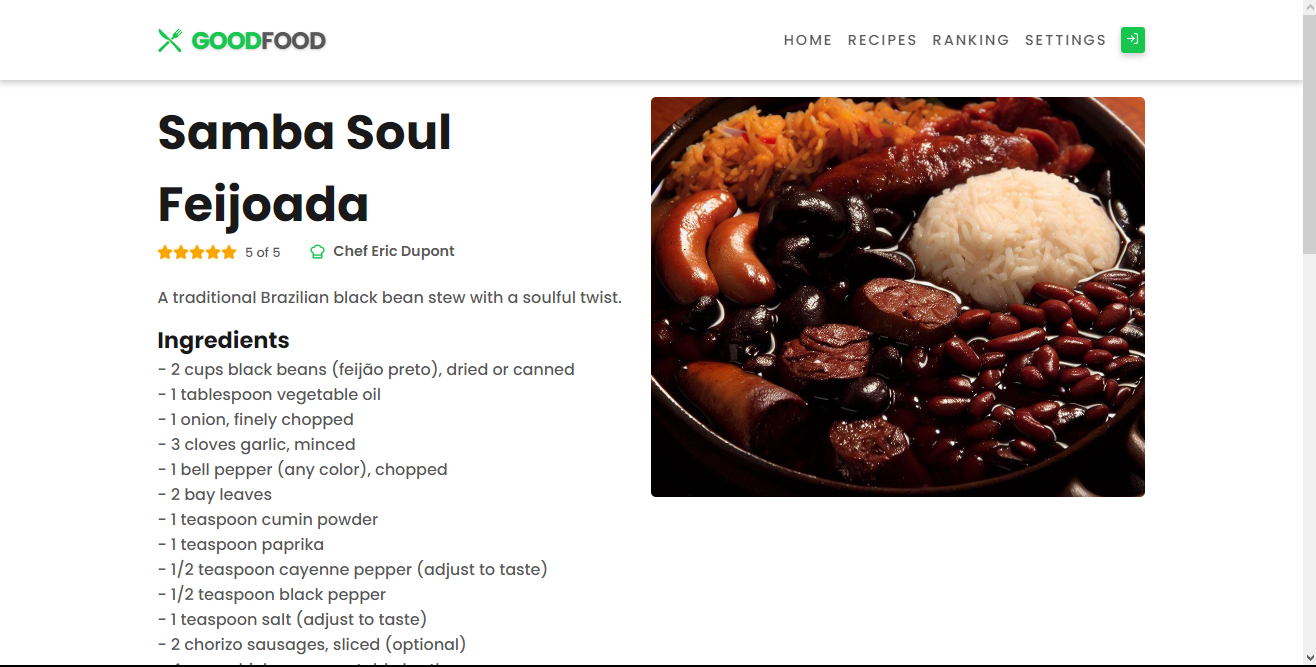 GOODFOOD
HOME RECIPES RANKING SETTINGS
Samba Soul
Feijoada
5 of 5 Chef Eric Dupont
A traditional Brazilian black bean stew with a soulful twist.
Ingredients
- 2 cups black beans (feijão preto), dried or canned
- 1 tablespoon vegetable oil
- 1 onion, finely chopped
- 3 cloves garlic, minced
- 1 bell pepper (any color), chopped
- 2 bay leaves
- 1 teaspoon cumin powder
- 1 teaspoon paprika
- 1/2 teaspoon cayenne pepper (adjust to taste)
- 1/2 teaspoon black pepper
- 1 teaspoon salt (adjust to taste)
- 2 chorizo sausages, sliced (optional)